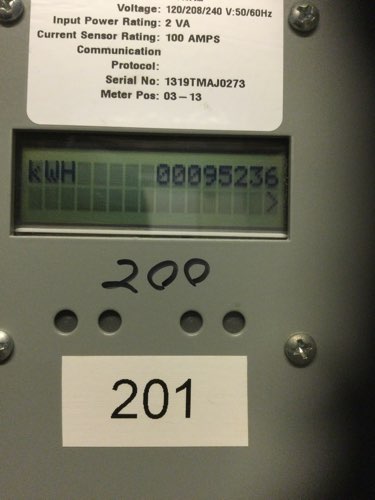 Voltage: 120/208/240 V:50/60Hz
Input Power Rating: 2 VA
Current Sensor Rating: 100 AMPS
Communication
Protocol:
Serial No: 1319TMAJ0273
Meter Pos: 03-13
kWH 00095236
>
200
201